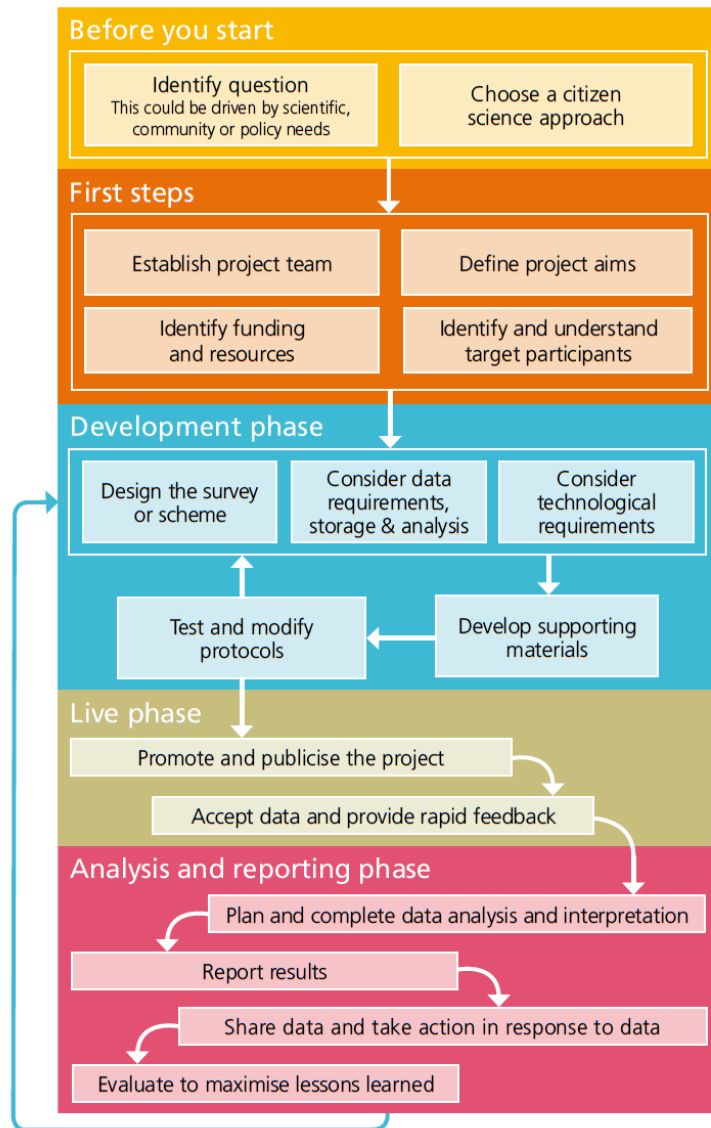 Before you start
Identify question
This could be driven by scientific,
community or policy needs
Choose a citizen
science approach
First steps
Establish project team
Define project aims
Identify funding
and resources
Identify and understand
target participants
Development phase
Design the survey
or scheme
Consider data
requirements,
storage & analysis
Consider
technological
requirements
Test and modify
protocols
Develop supporting
materials
Live phase
Promote and publicise the project
Accept data and provide rapid feedback
Analysis and reporting phase
Plan and complete data analysis and interpretation
Report results
Share data and take action in response to data
Evaluate to maximise lessons learned